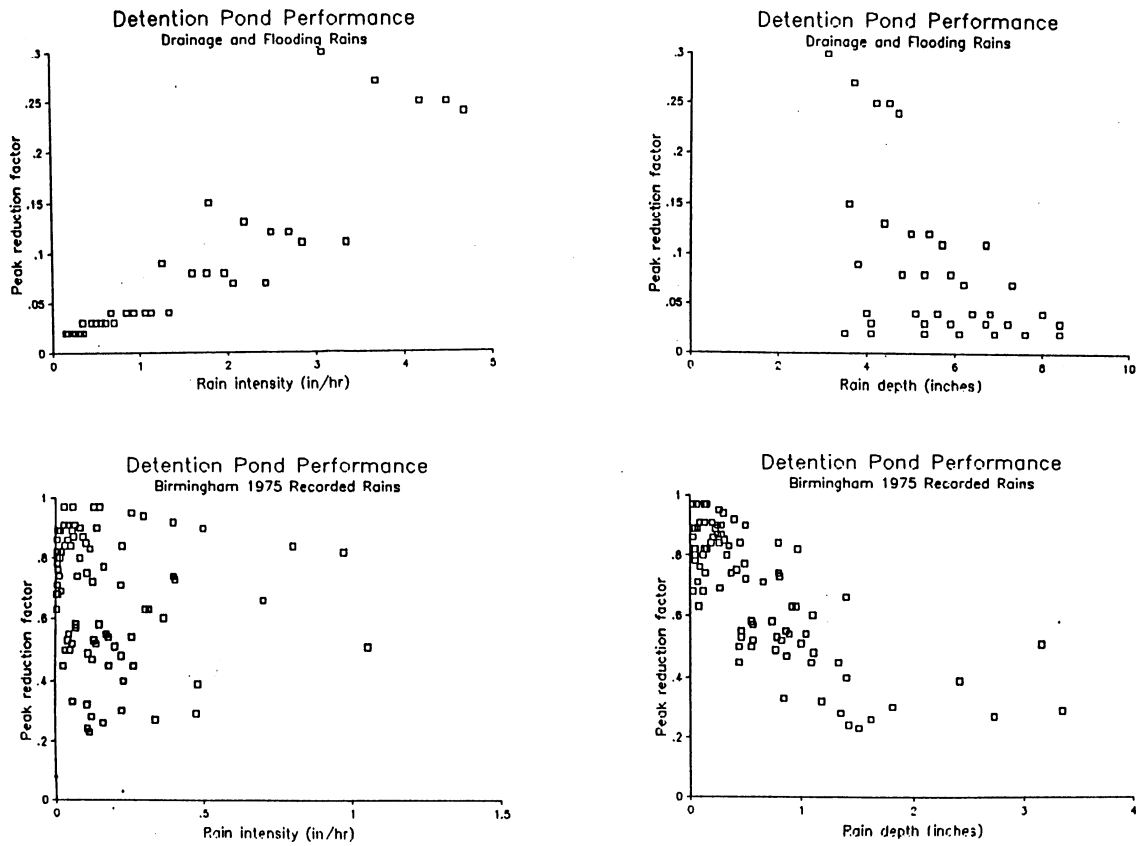 Detention Pond Performance
Drainage and Flooding Rains
Peak reduction factor
.3
.25
.2
.15
.1
.05
0
0 1 2 3 4 5
Rain intensity (in/hr)
Detention Pond Performance
Drainage and Flooding Rains
Peak reduction factor
.3
.25
.2
.15
.1
.05
0
0 2 4 6 8 10
Rain depth (inches)
Detention Pond Performance
Birmingham 1975 Recorded Rains
Peak reduction factor
1
.8
.6
.4
.2
0
0 .5 1 1.5
Rain intensity (in/hr)
Detention Pond Performance
Birmingham 1975 Recorded Rains
Peak reduction factor
1
.8
.6
.4
.2
0
0 1 2 3 4
Rain depth (inches)